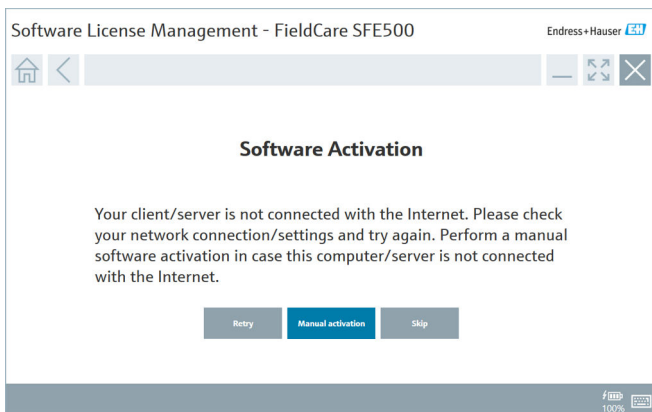 Software License Management - FieldCare SFE500
Endress+Hauser EH
Software Activation
Your client/server is not connected with the Internet. Please check
your network connection/settings and try again. Perform a manual
software activation in case this computer/server is not connected
with the Internet.
Retry
Manual activation
Skip
100%